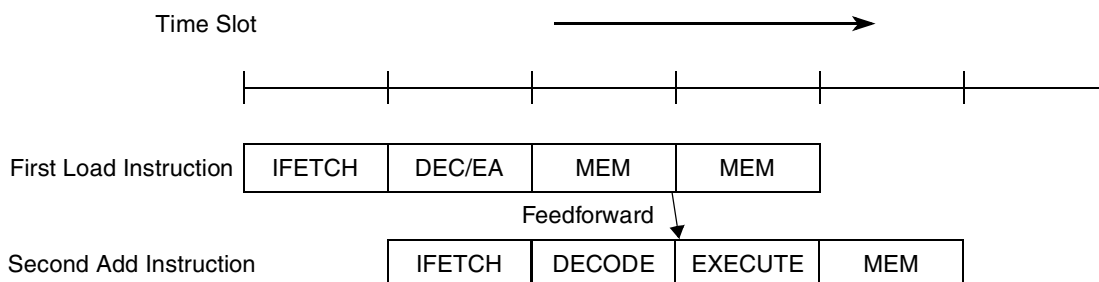 Time Slot
First Load Instruction IFETCH DEC/EA MEM MEM
Feedforward
Second Add Instruction IFETCH DECODE EXECUTE MEM